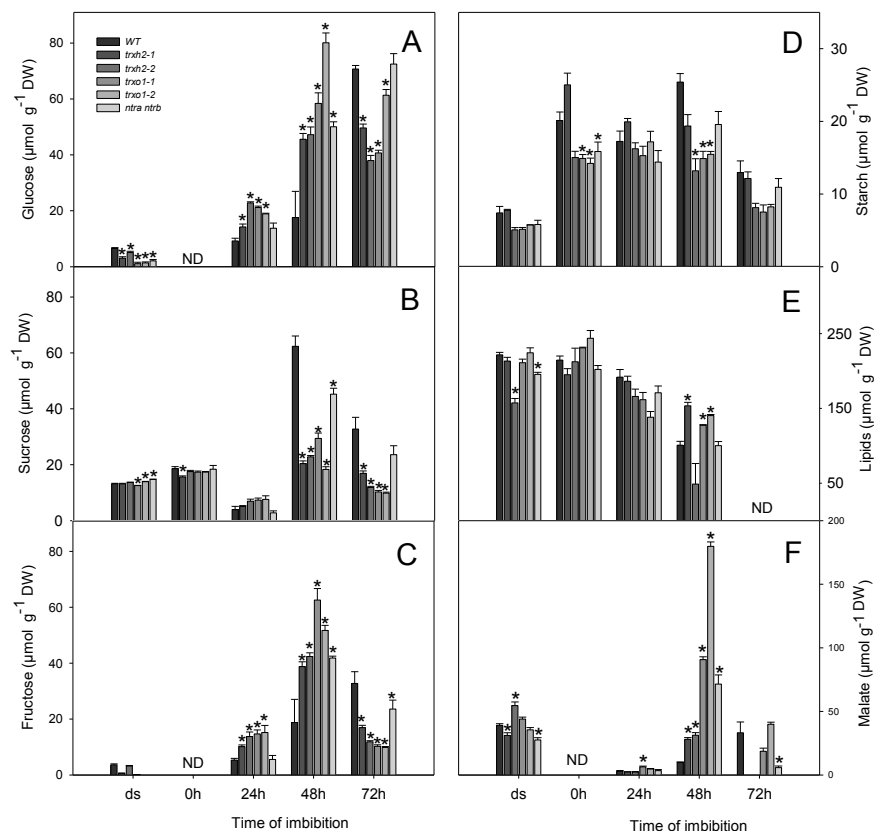 A
WT
trxh2-1
trxh2-2
trxo1-1
trxo1-2
ntra ntrb
80
60
40
20
0
Glucose (µmol g-1 DW)
ND
* * * * *
* * * *
* * * * *
* * * *
D
30
20
10
0
Starch (µmol g-1 DW)
* * *
* * *
B
80
60
40
20
0
Sucrose (µmol g-1 DW)
* * *
*
* * * * *
* * * *
E
250
150
50
Lipids (µmol g-1 DW)
ND
* *
* * *
C
80
60
40
20
0
Fructose (µmol g-1 DW)
ND
* * * *
* * * * *
* * * * *
ds 0h 24h 48h 72h
Time of imbibition
F
200
150
100
50
0
Malate (µmol g-1 DW)
ND
* * *
*
* * * * *
*
ds 0h 24h 48h 72h
Time of imbibition